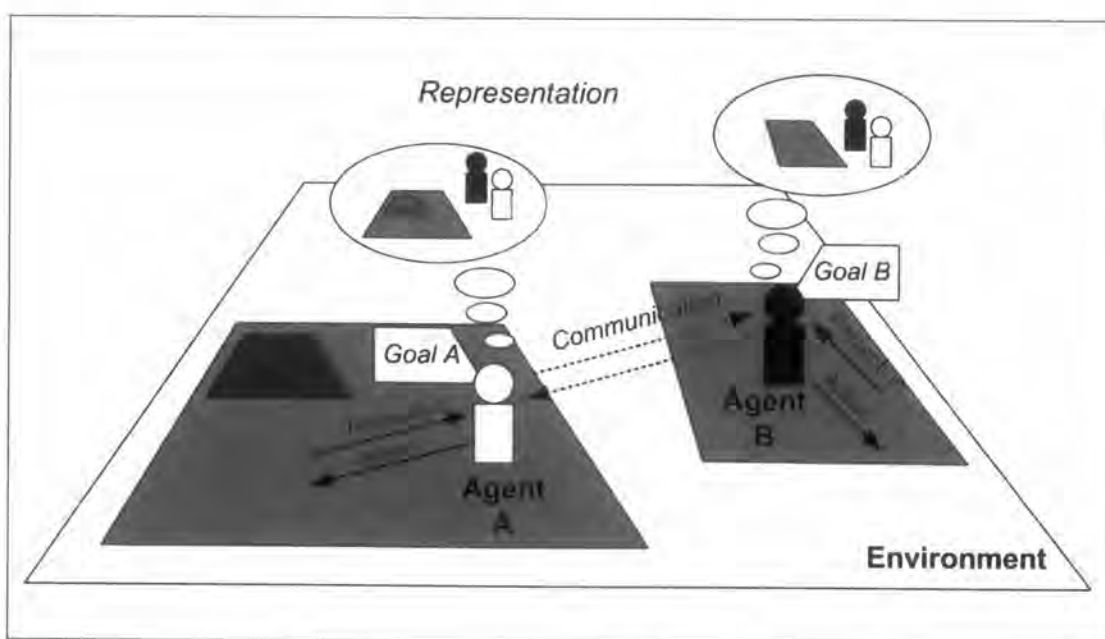 Representation
Goal B
Communication
Goal A
Agent
B
Agent
A
Environment